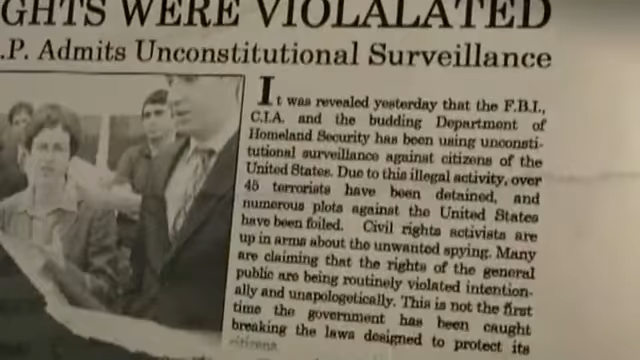 GHTS WERE VIOLALATED
.P. Admits Unconstitutional Surveillance
It was revealed yesterday that the F.B.I.,
C.I.A. and the budding Department of
Homeland Security has been using unconsti-
tutional surveillance against citizens of the
United States. Due to this illegal activity, over
45 terrorists have been detained, and
numerous plots against the United States
have been foiled. Civil rights activists are
up in arms about the unwanted spying. Many
are claiming that the rights of the general
public are being routinely violated intention-
ally and unapologetically. This is not the first
time the government has been caught
breaking the laws designed to protect its
citizens